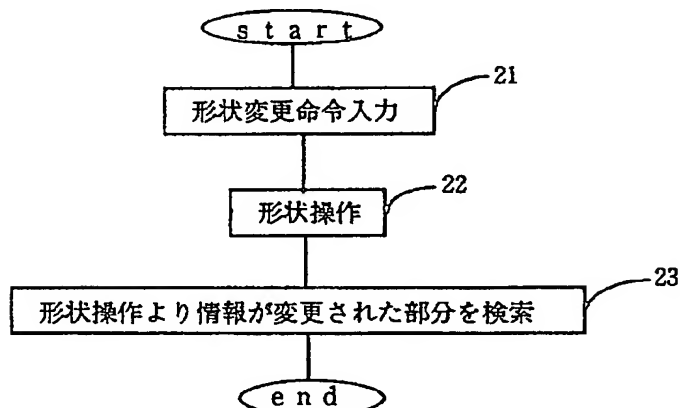 start
21
形状変更命令入力
22
形状操作
23
形状操作より情報が変更された部分を検索
end